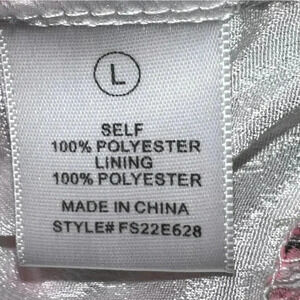 L
SELF
100% POLYESTER
LINING
100% POLYESTER
MADE IN CHINA
STYLE# FS22E628